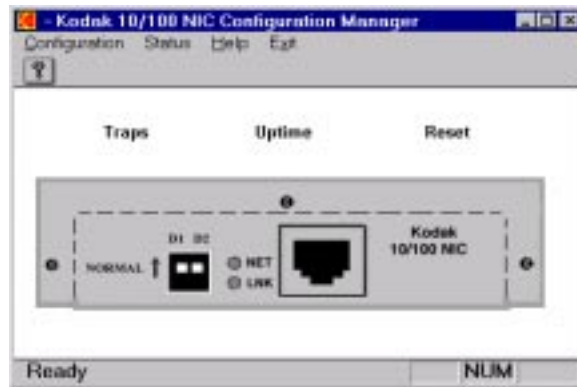 - Kodak 10/100 NIC Configuration Manager
Configuration Status Help Exit
Traps Uptime Reset
D1 D2
NORMAL
NET
LNK
Kodak
10/100 NIC
Ready NUM